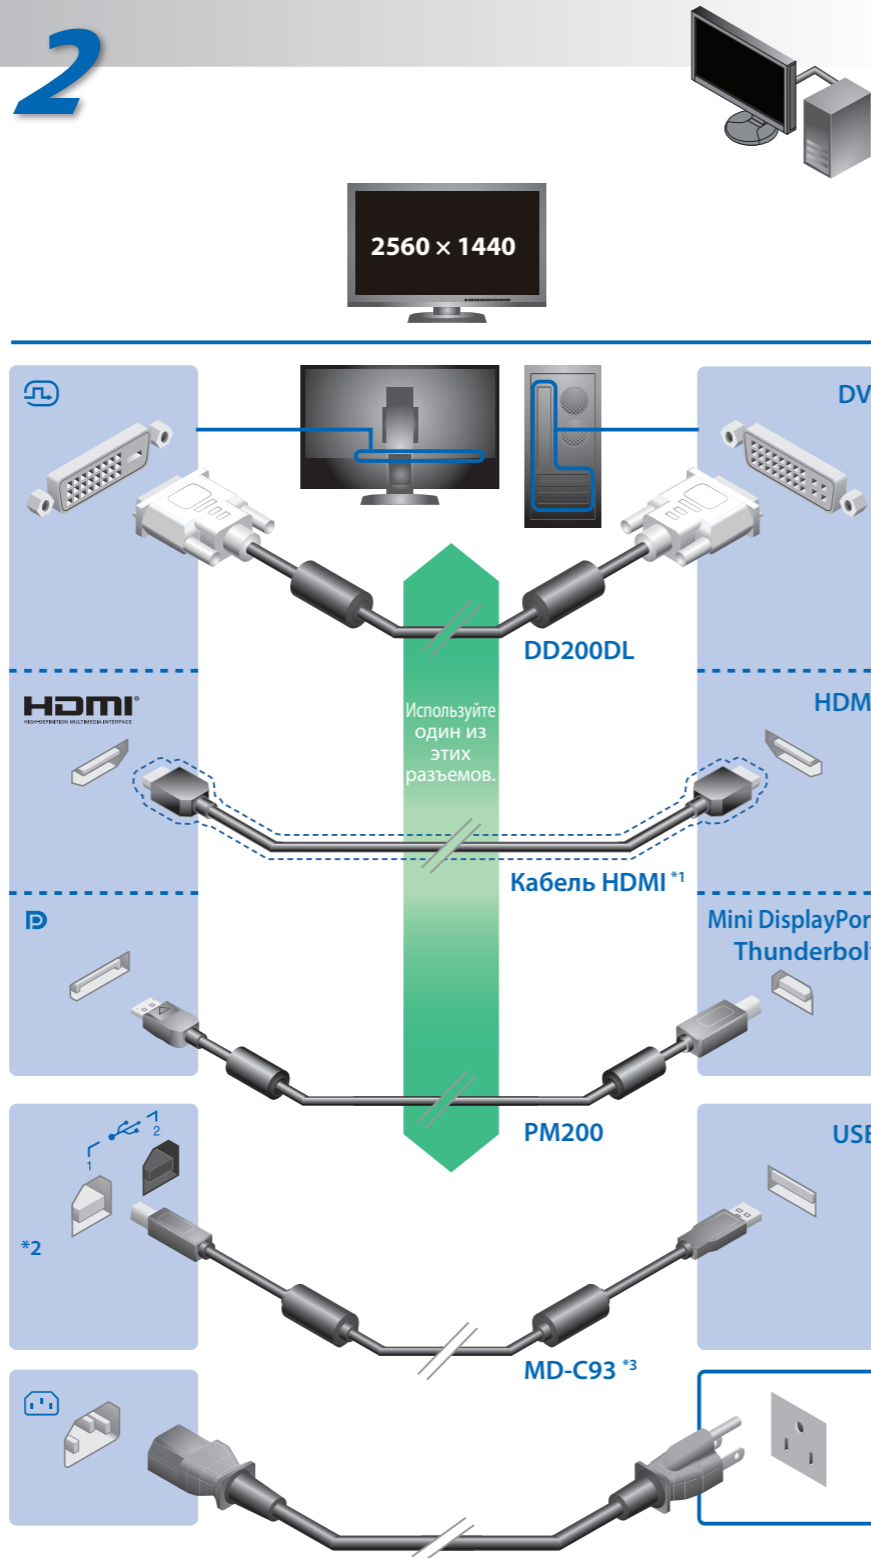 2
2560 × 1440
DV
DD200DL
HDMI®
HIGH-DEFINITION MULTIMEDIA INTERFACE
HDM
Используйте
один из
этих
разъемов.
Кабель HDMI *1
Mini DisplayPor
Thunderbolt
PM200
1
2
USB
*2
MD-C93 *3